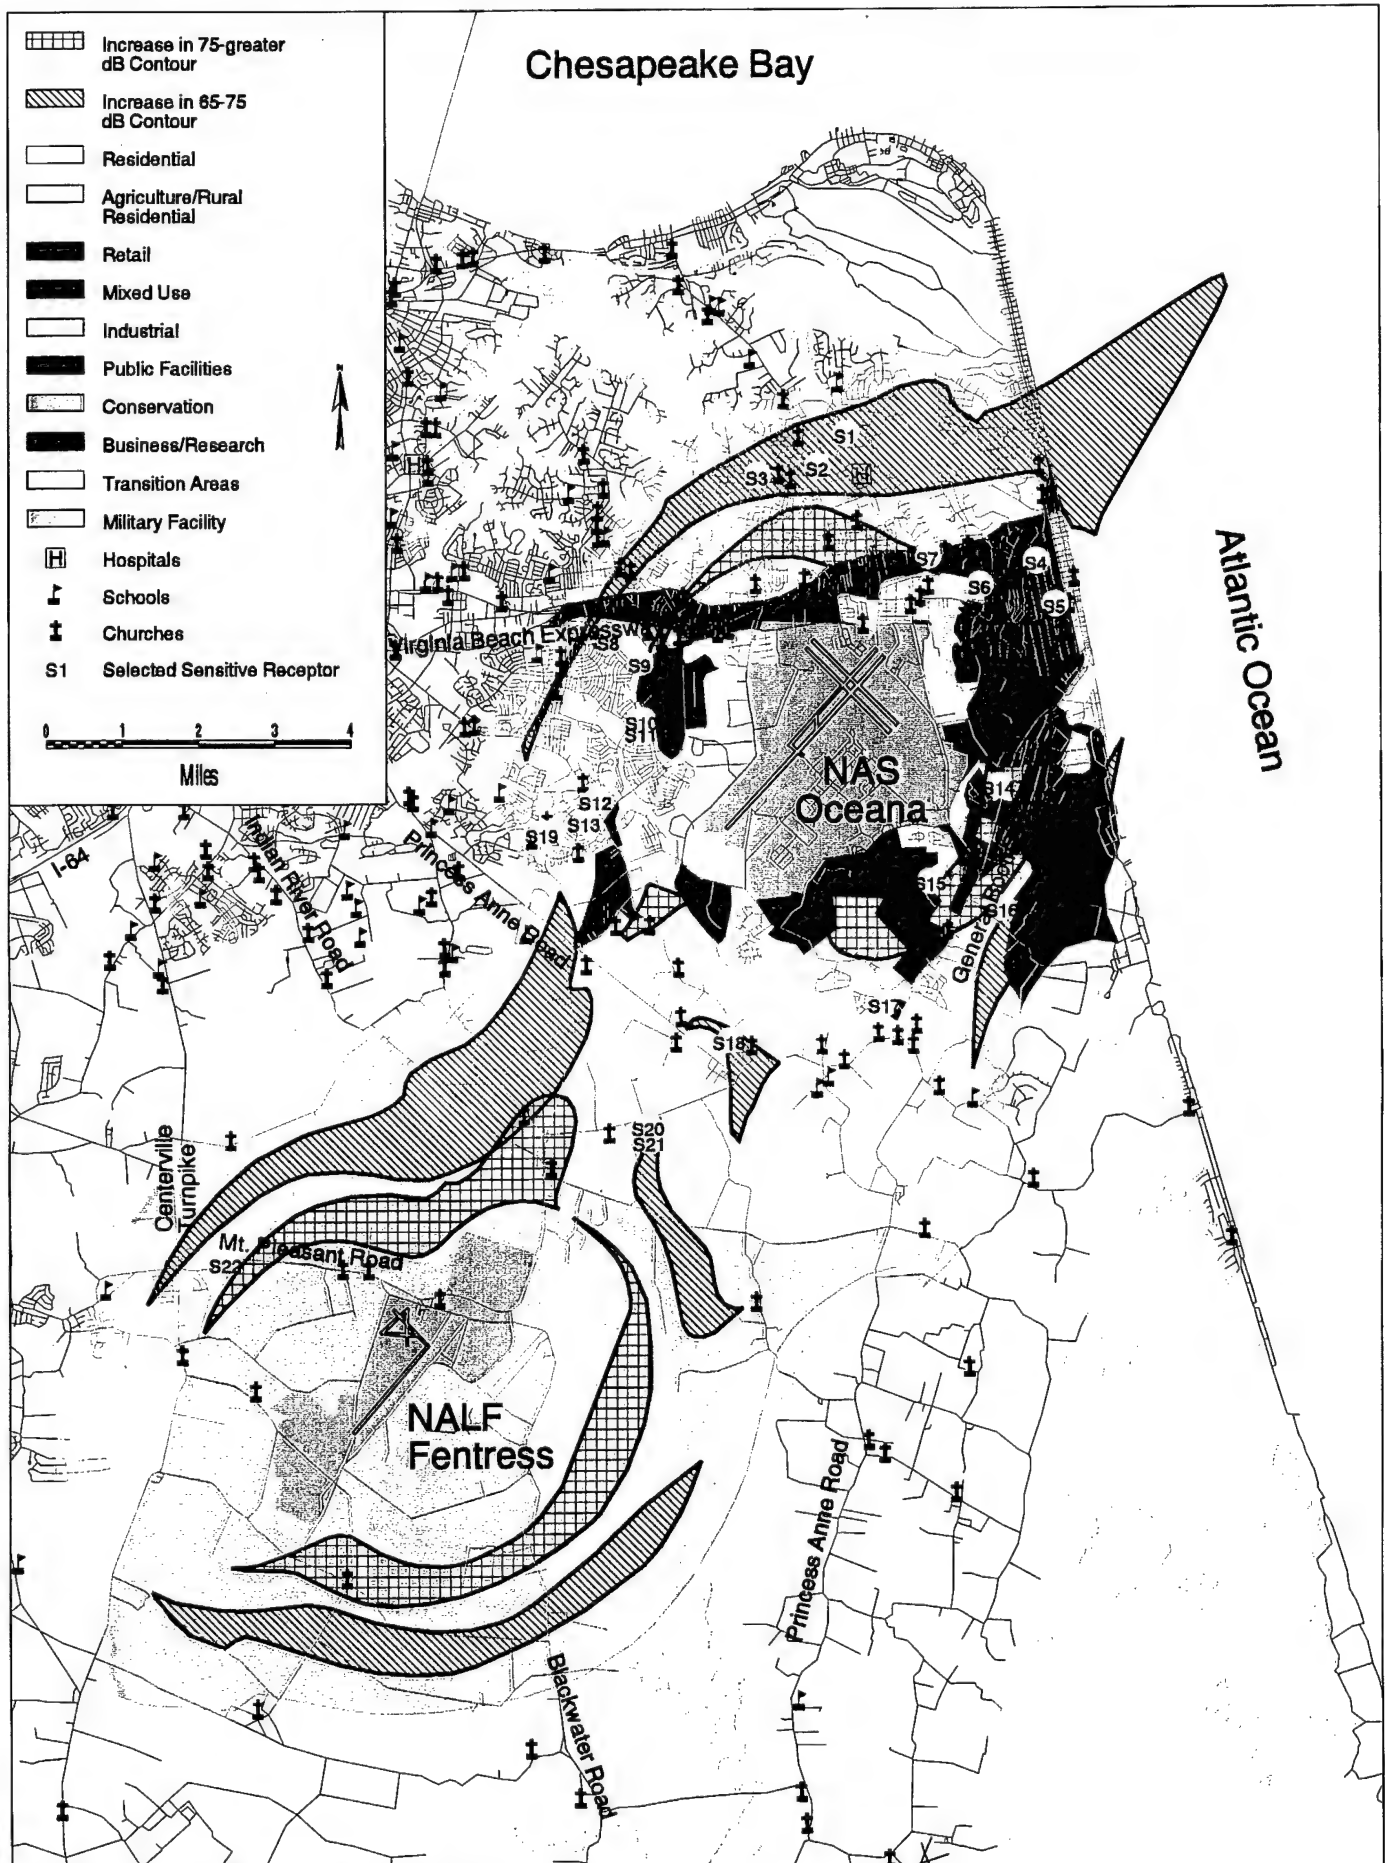 Increase in 75-greater
dB Contour
Increase in 65-75
dB Contour
Residential
Agriculture/Rural
Residential
Retail
Mixed Use
Industrial
Public Facilities
Conservation
Business/Research
Transition Areas
Military Facility
H Hospitals
Schools
Churches
S1 Selected Sensitive Receptor
N
0 1 2 3 4
Miles
Chesapeake Bay
Atlantic Ocean
S1
S2
H
S3
H
S7
S4
S6
S5
Virginia Beach Expressway
S8
S9
S10
S11
NAS
Oceana
S14
S12
S13
S19
S15
S16
General Booth
I-64
Indian River Road
Princess Anne Road
S17
S18
S20
S21
Centerville
Turnpike
Mt. Pleasant Road
S22
NALF
Fentress
Princess Anne Road
Blackwater Road